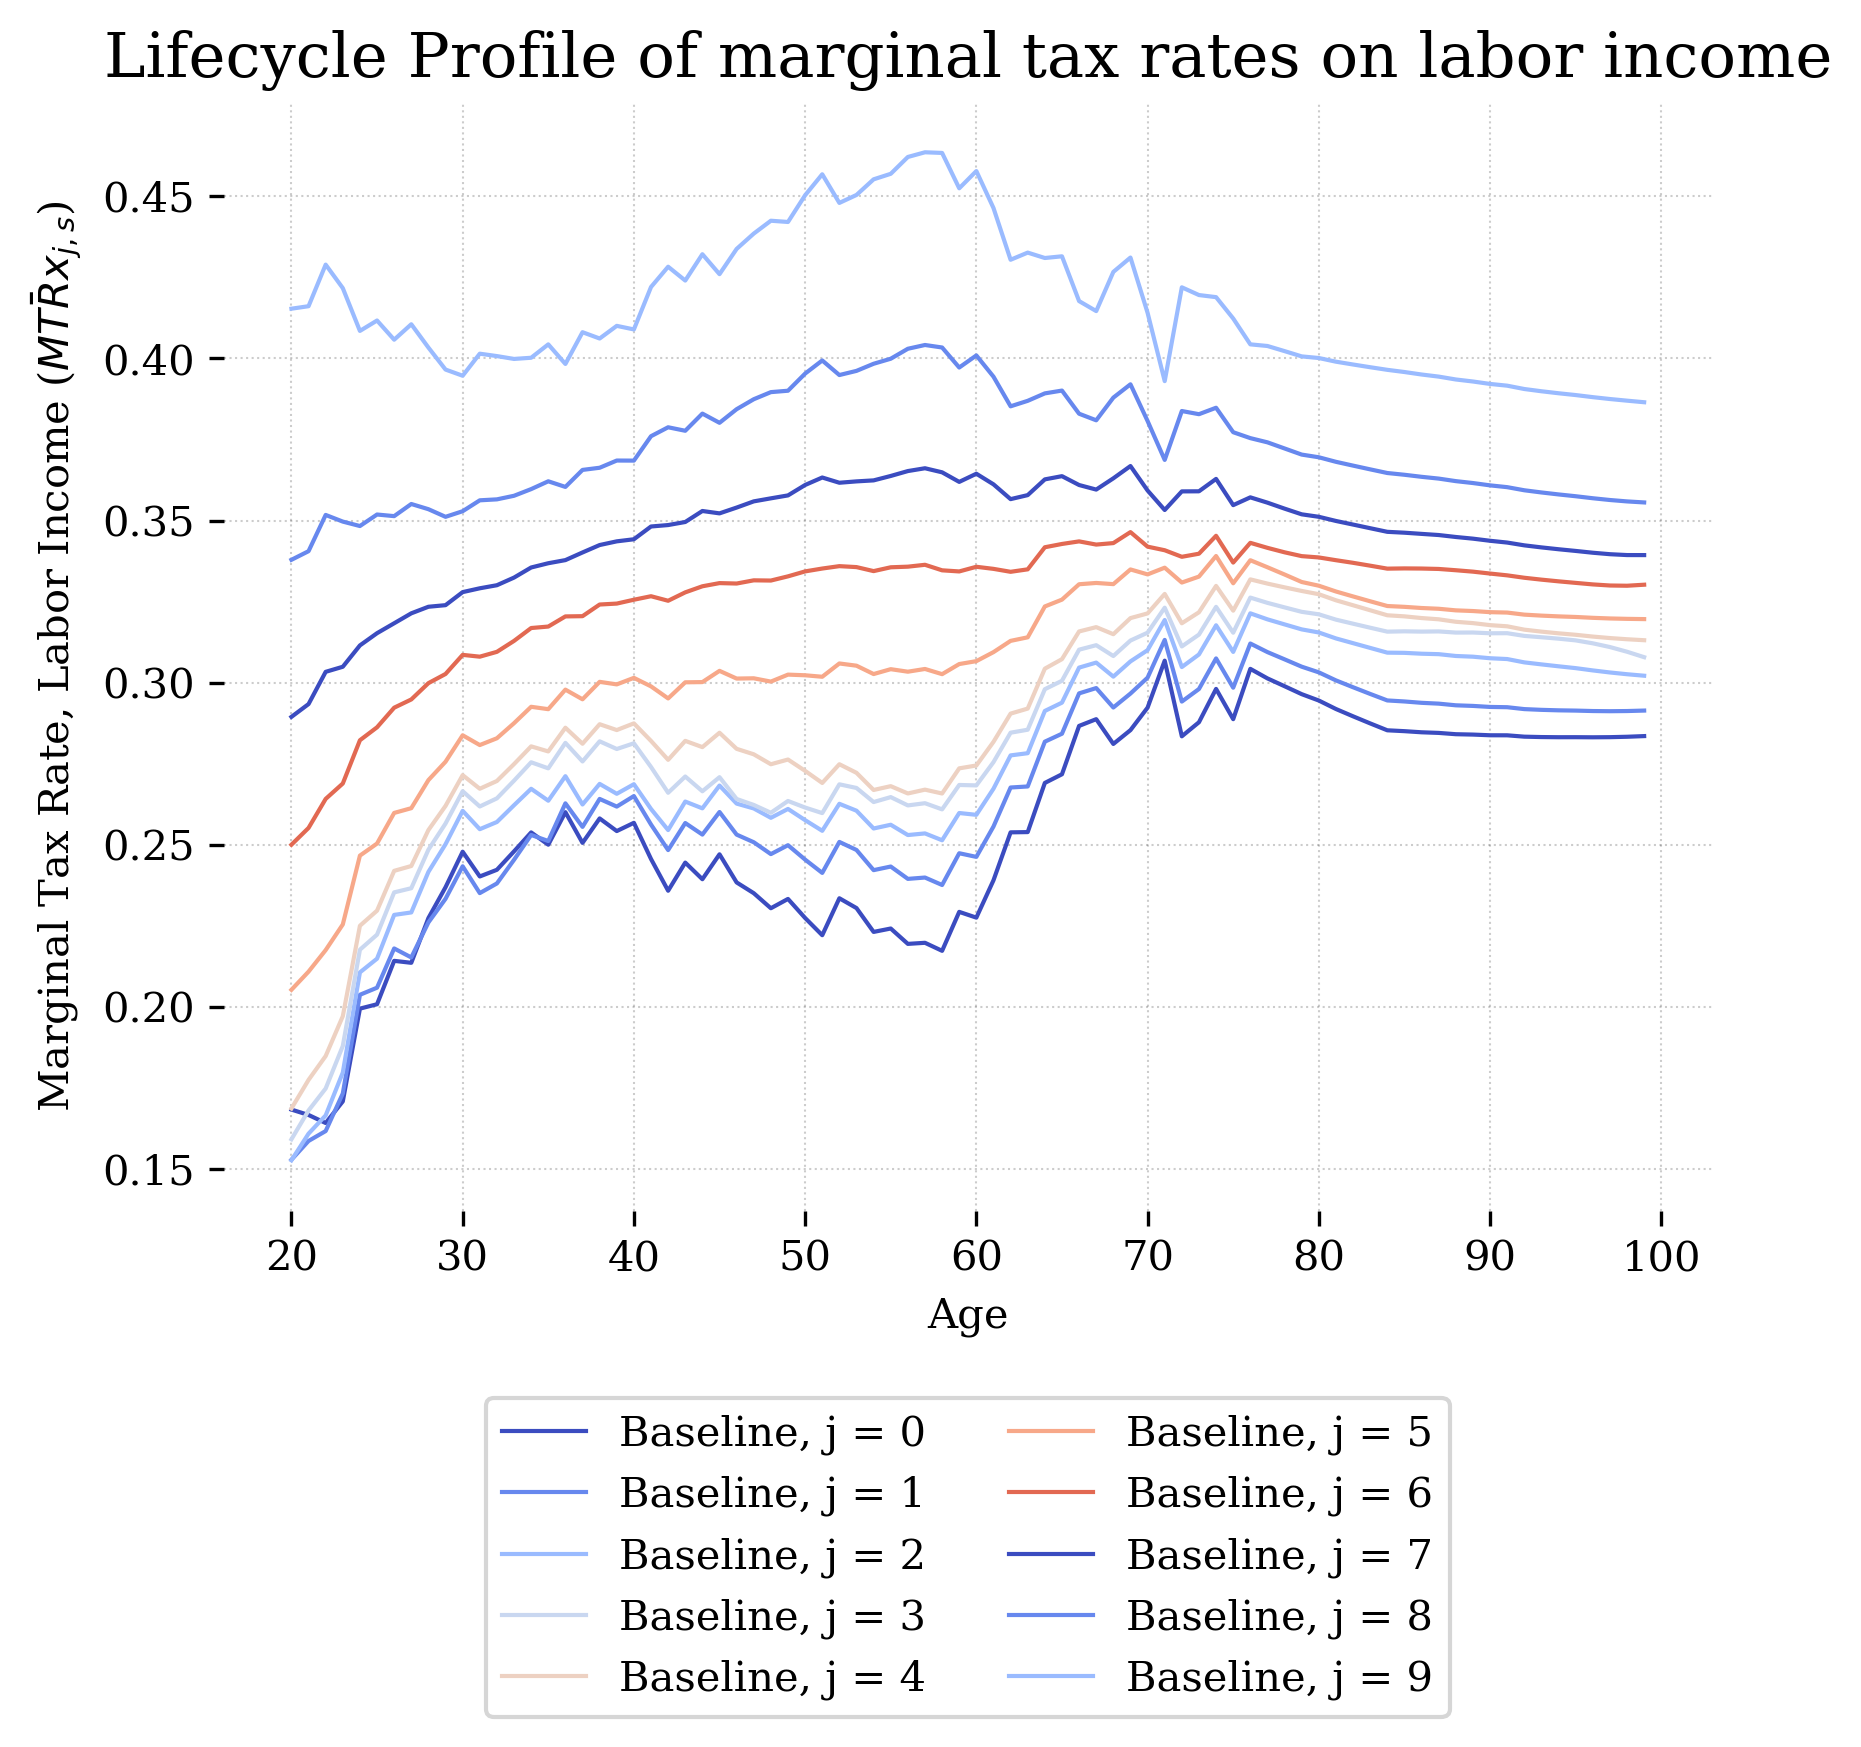 Lifecycle Profile of marginal tax rates on labor income
Marginal Tax Rate, Labor Income ($\bar{MTRx}_{j,s}$)
0.45
0.40
0.35
0.30
0.25
0.20
0.15
20 30 40 50 60 70 80 90 100
Age
Baseline, j = 0
Baseline, j = 1
Baseline, j = 2
Baseline, j = 3
Baseline, j = 4
Baseline, j = 5
Baseline, j = 6
Baseline, j = 7
Baseline, j = 8
Baseline, j = 9